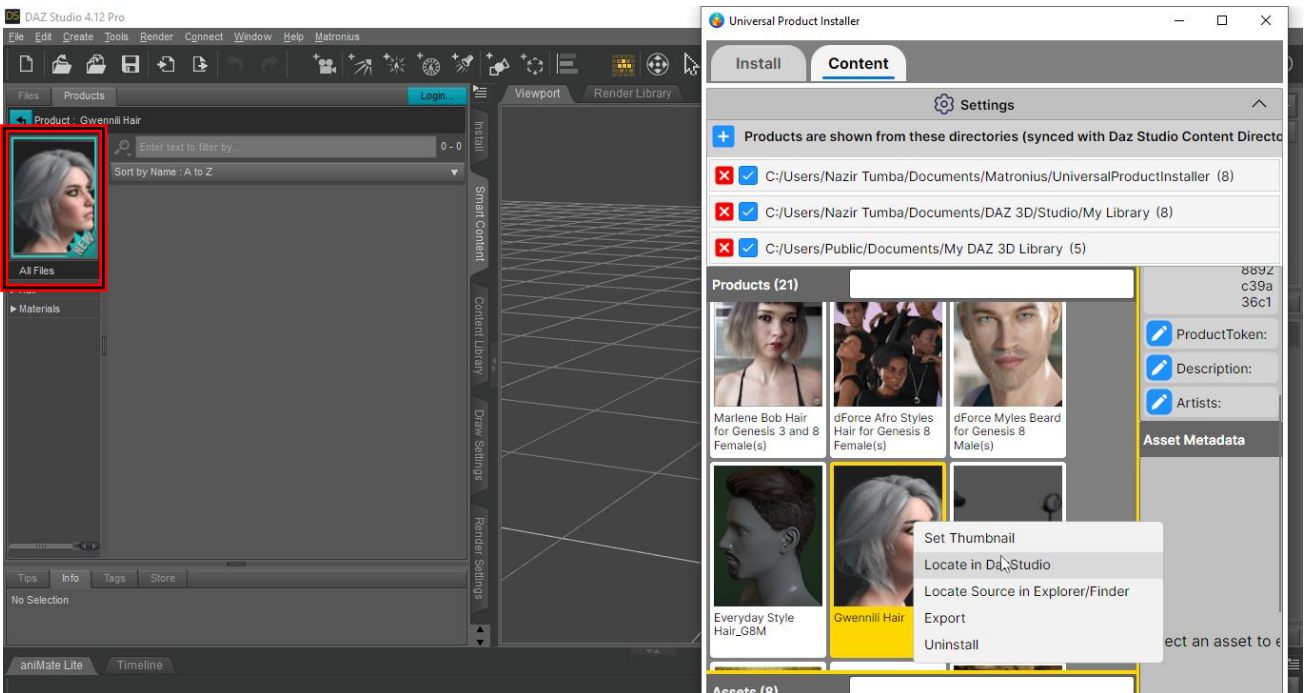 DAZ Studio 4.12 Pro
File Edit Create Tools Render Connect Window Help Matronius
Files Products Login...
Product : Gwennili Hair
Enter text to filter by... 0 - 0
Sort by Name : A to Z
NEW
All Files
Materials
Install
Smart Content
Content Library
Draw Settings
Render Settings
Viewport Render Library
Tips Info Tags Store
No Selection
aniMate Lite Timeline
Universal Product Installer
Install Content
Settings
Products are shown from these directories (synced with Daz Studio Content Directo
C:/Users/Nazir Tumba/Documents/Matronius/UniversalProductInstaller (8)
C:/Users/Nazir Tumba/Documents/DAZ 3D/Studio/My Library (8)
C:/Users/Public/Documents/My DAZ 3D Library (5)
Products (21)
Marlene Bob Hair
for Genesis 3 and 8
Female(s)
dForce Afro Styles
Hair for Genesis 8
Female(s)
dForce Myles Beard
for Genesis 8
Male(s)
Everyday Style
Hair_G8M
Gwennili Hair
Set Thumbnail
Locate in Daz Studio
Locate Source in Explorer/Finder
Export
Uninstall
8892
c39a
36c1
ProductToken:
Description:
Artists:
Asset Metadata
ect an asset to e
Assets (8)